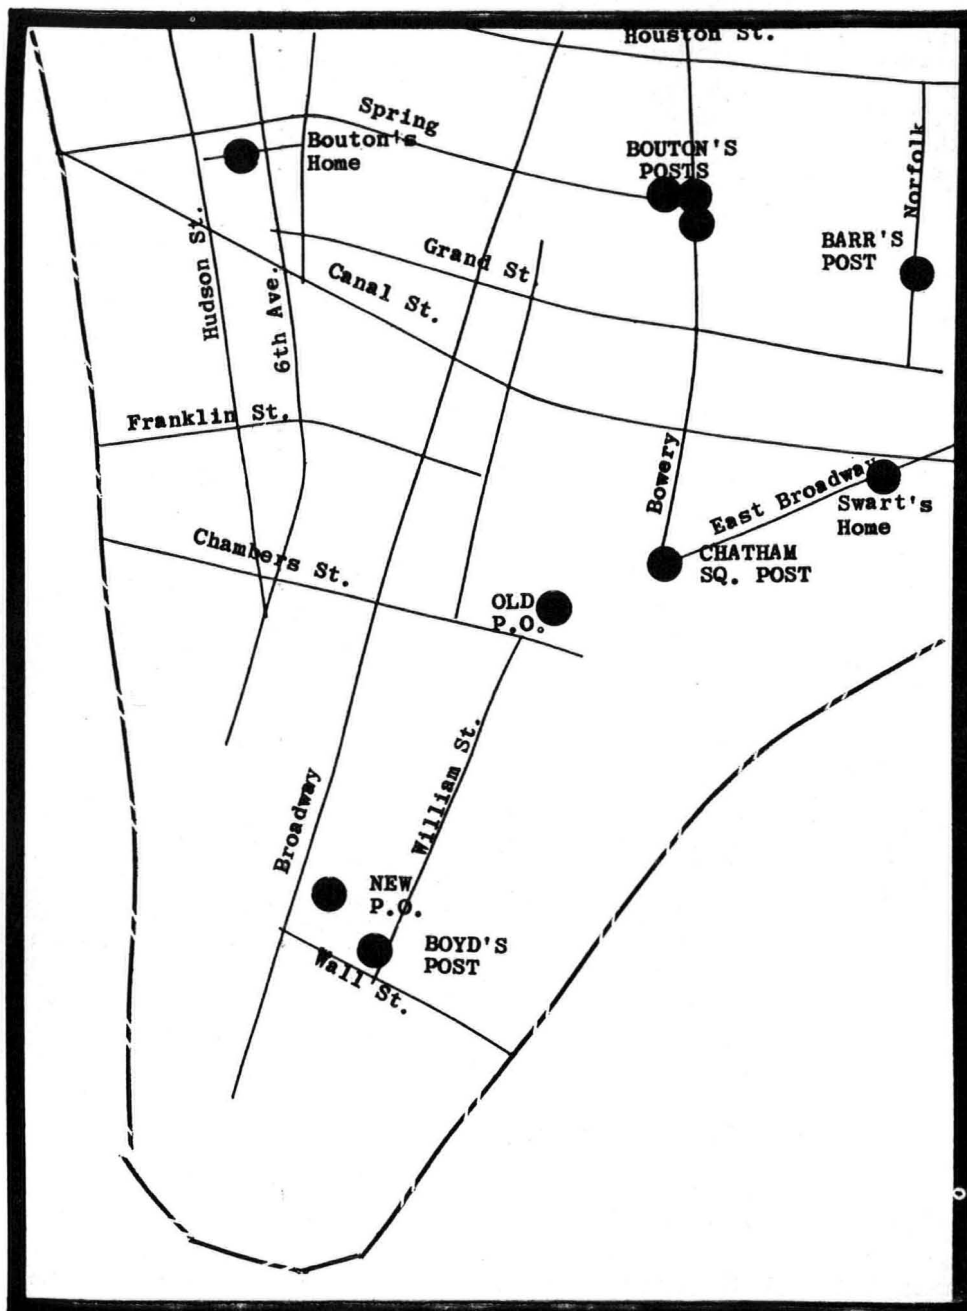 Houston St.
Spring
Bouton's
Home
BOUTON'S
POSTS
Norfolk
Hudson St.
Grand St.
BARR'S
POST
Canal St.
6th Ave.
Franklin St.
Bowery
East Broadway
Swart's
Home
Chambers St.
CHATHAM
SQ. POST
OLD
P.O.
William St.
Broadway
NEW
P.O.
BOYD'S
POST
Wall St.